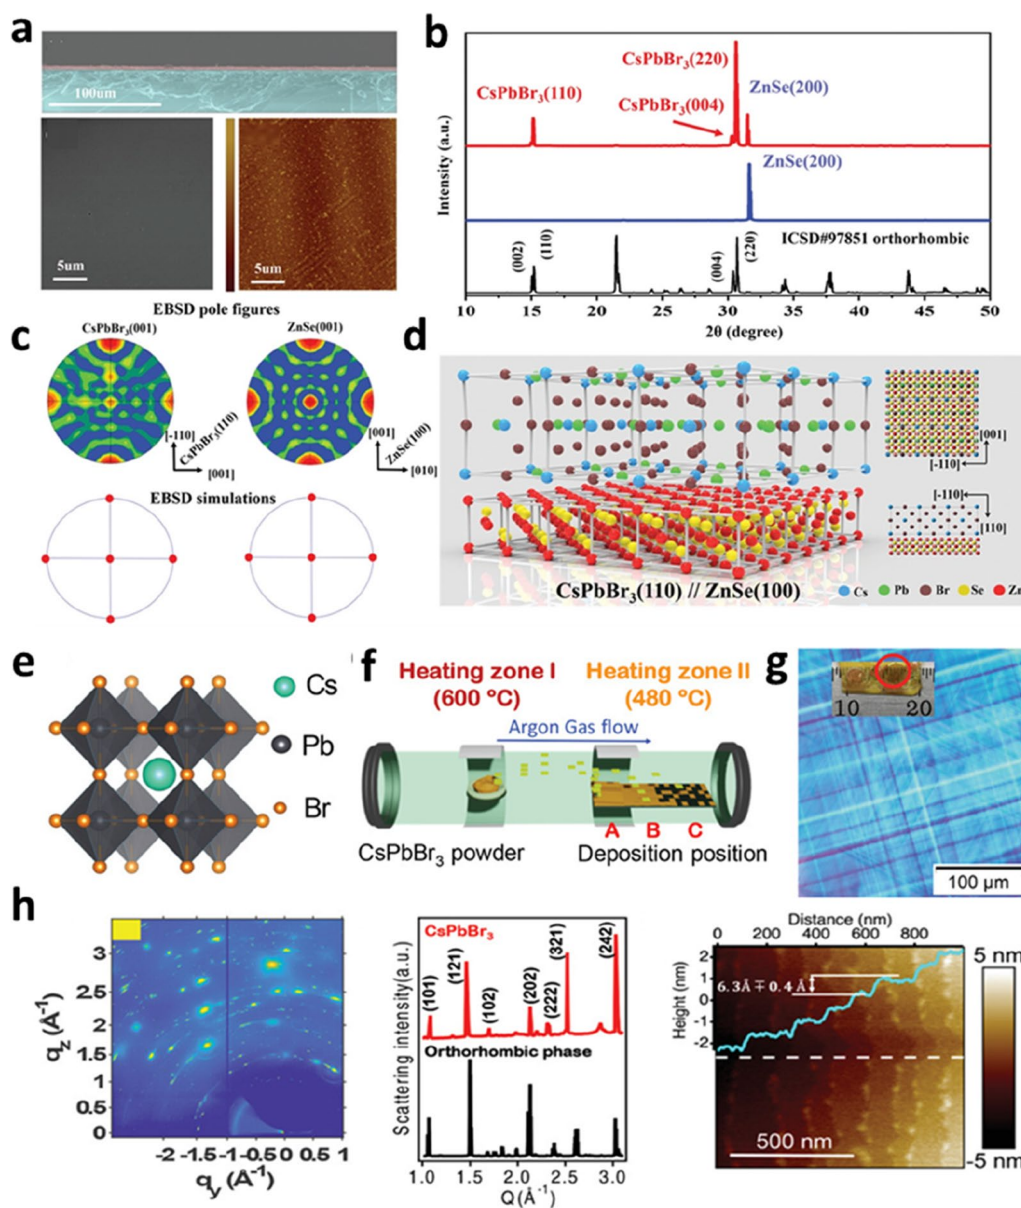 a
100um
5um
5um
b
CsPbBr3(220)
CsPbBr3(110)
ZnSe(200)
CsPbBr3(004)
ZnSe(200)
ICSD#97851 orthorhombic
(002)
(110)
(004)
(220)
Intensity (a.u.)
10 15 20 25 30 35 40 45 50
2θ (degree)
EBSD pole figures
c
CsPbBr3(001)
ZnSe(001)
[-110]
CsPbBr3(110)
[001]
[001]
ZnSe(100)
[010]
EBSD simulations
d
[001]
[-110]
[-110]
[110]
CsPbBr3(110) // ZnSe(100)
Cs Pb Br Se Zn
e
Cs
Pb
Br
f
Heating zone I
(600 ºC)
Heating zone II
(480 ºC)
Argon Gas flow
A B C
CsPbBr3 powder
Deposition position
g
10 20
100 µm
h
3
2
1
0.5
0
qz (Å-1)
-2 -1 -0.5 0 0.5 1
qy (Å-1)
CsPbBr3
(101)
(121)
(102)
(202)
(222)
(321)
(242)
Orthorhombic phase
Scattering intensity(a.u.)
1.0 1.5 2.0 2.5 3.0
Q (Å-1)
Distance (nm)
0 200 400 600 800
2
1
0
-1
-2
Height(nm)
6.3Å ∓ 0.4 Å
500 nm
5 nm
-5 nm